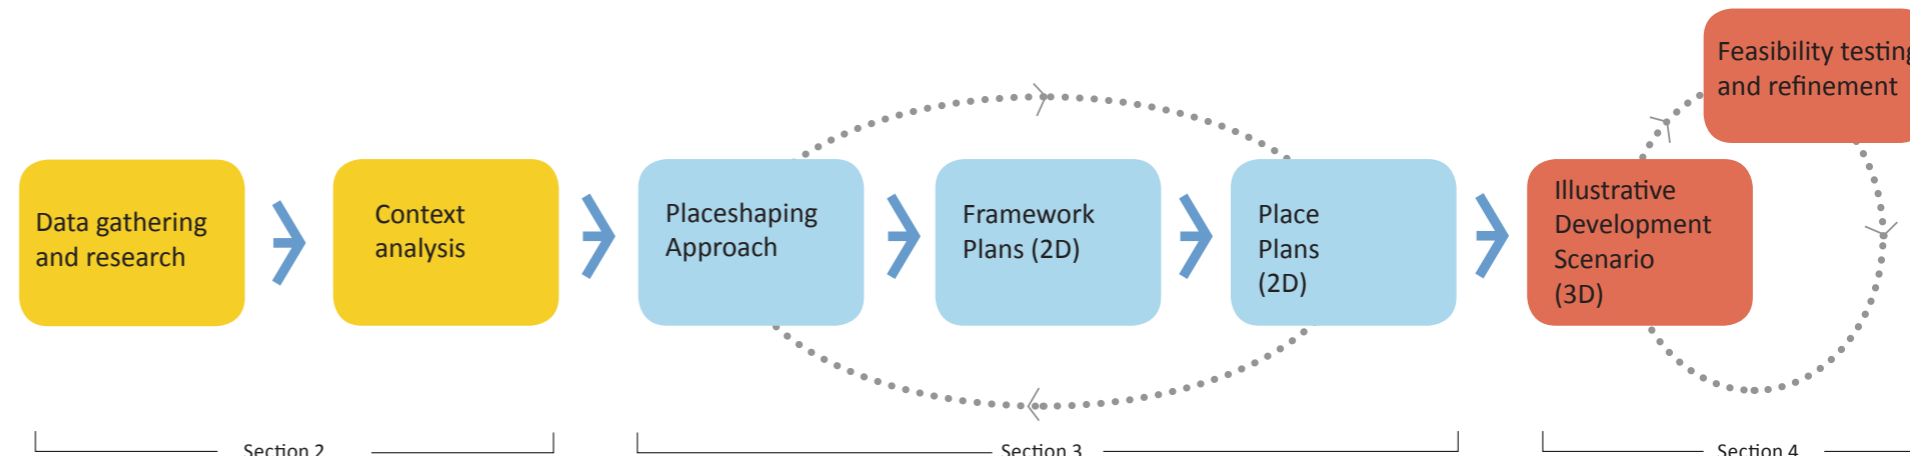 Data gathering
and research
Context
analysis
Placeshaping
Approach
Framework
Plans (2D)
Place
Plans
(2D)
Illustrative
Development
Scenario
(3D)
Feasibility testing
and refinement
Section 2
Section 3
Section 4